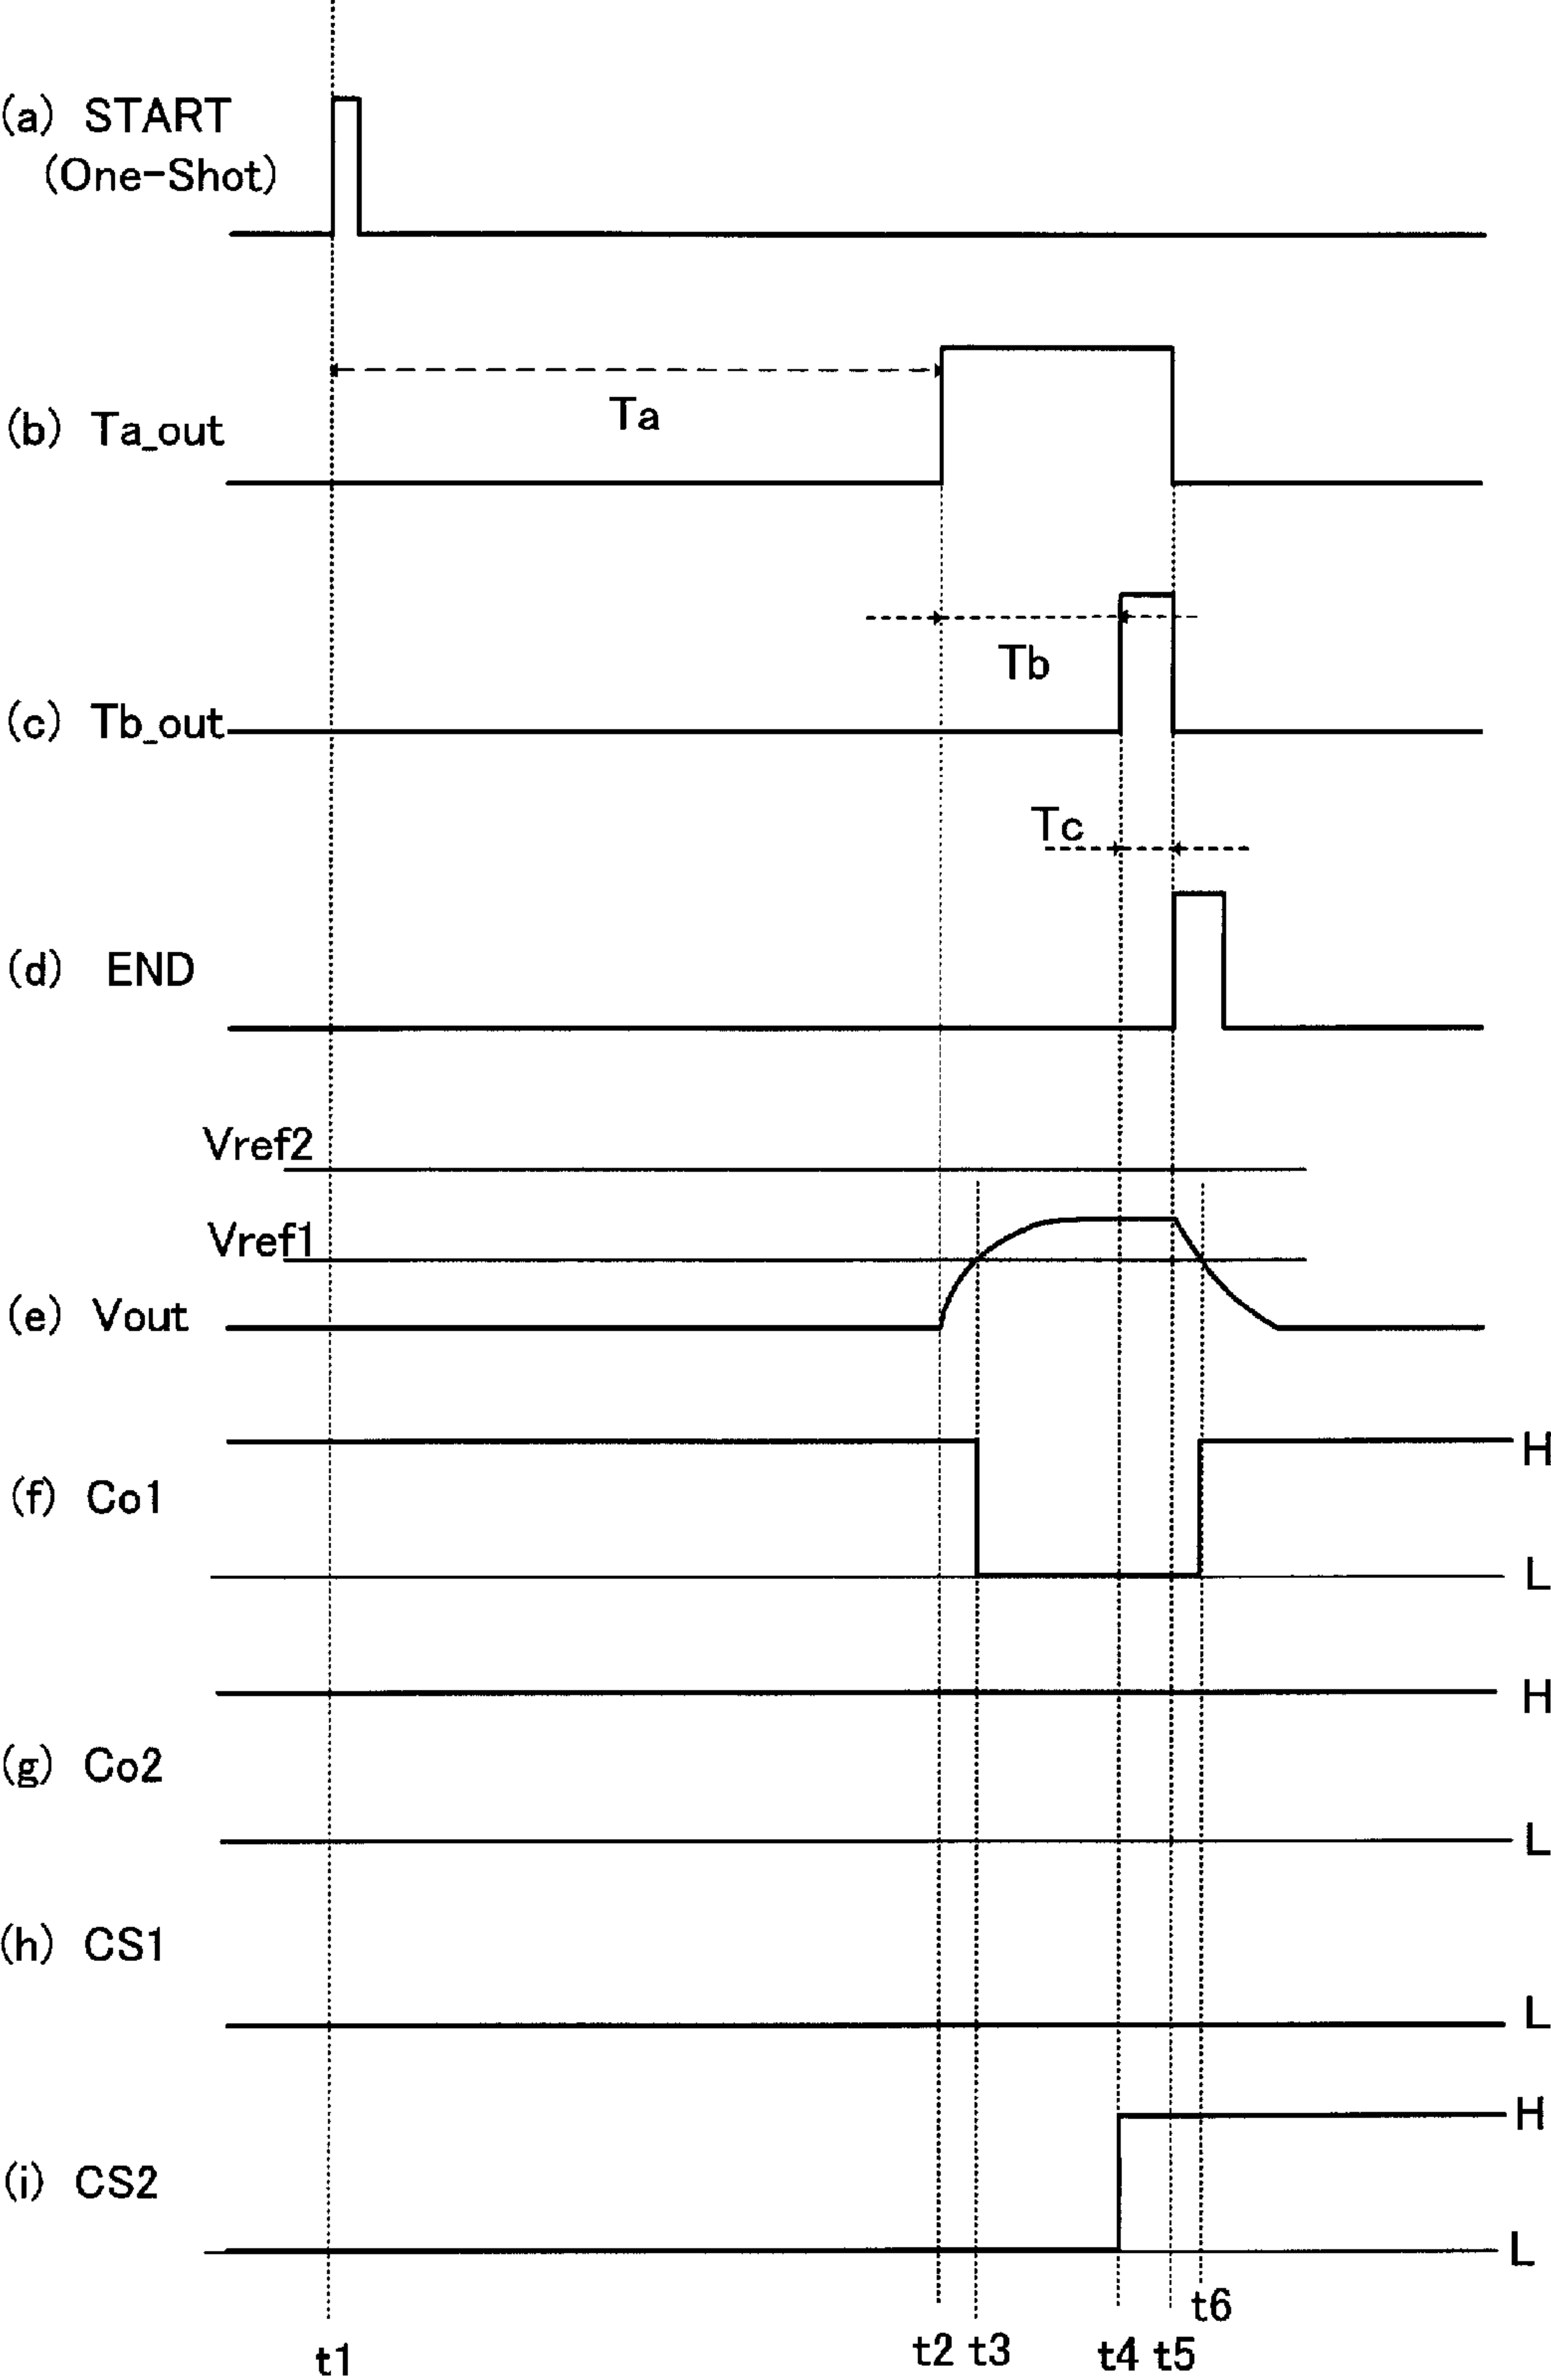 (a) START
(One-Shot)
Ta
(b) Ta_out
Tb
(c) Tb_out
Tc
(d) END
Vref2
Vref1
(e) Vout
H
(f) Co1
L
H
(g) Co2
L
(h) CS1
L
H
(i) CS2
L
t6
t1 t2 t3 t4 t5